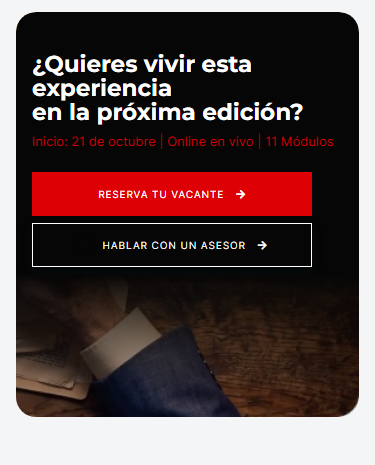 ¿Quieres vivir esta
experiencia
en la próxima edición?
Inicio: 21 de octubre | Online en vivo | 11 Módulos
RESERVA TU VACANTE →
HABLAR CON UN ASESOR →